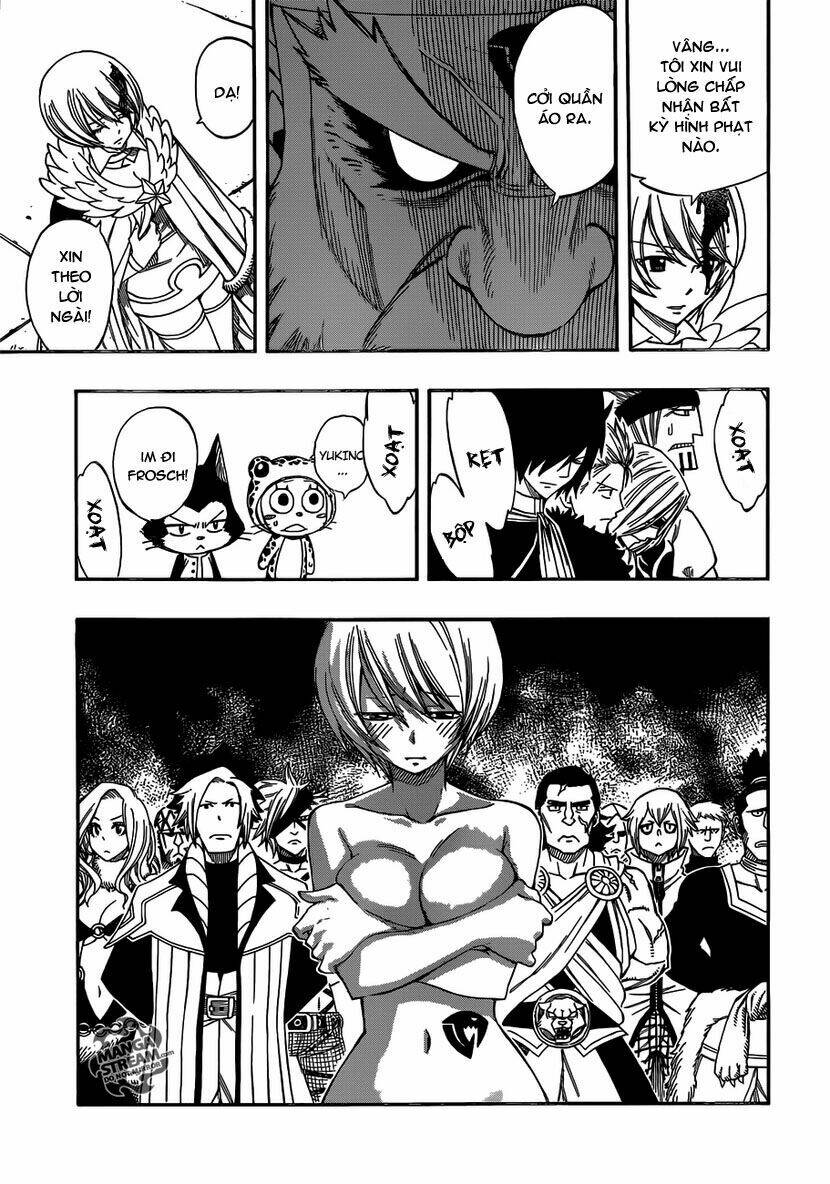 VÂNG...
TÔI XIN VUI
LÒNG CHẤP
NHẬN BẤT
KỲ HÌNH PHẠT
NÀO.
CỞI QUẦN
ÁO RA.
DẠ!
XIN
THEO
LỜI
NGÀI!
XOẠT
KẸT
BỘP
XOẠT
YUKINO
...
IM ĐI
FROSCH!
XOẠT
MANGA
STREAM.com